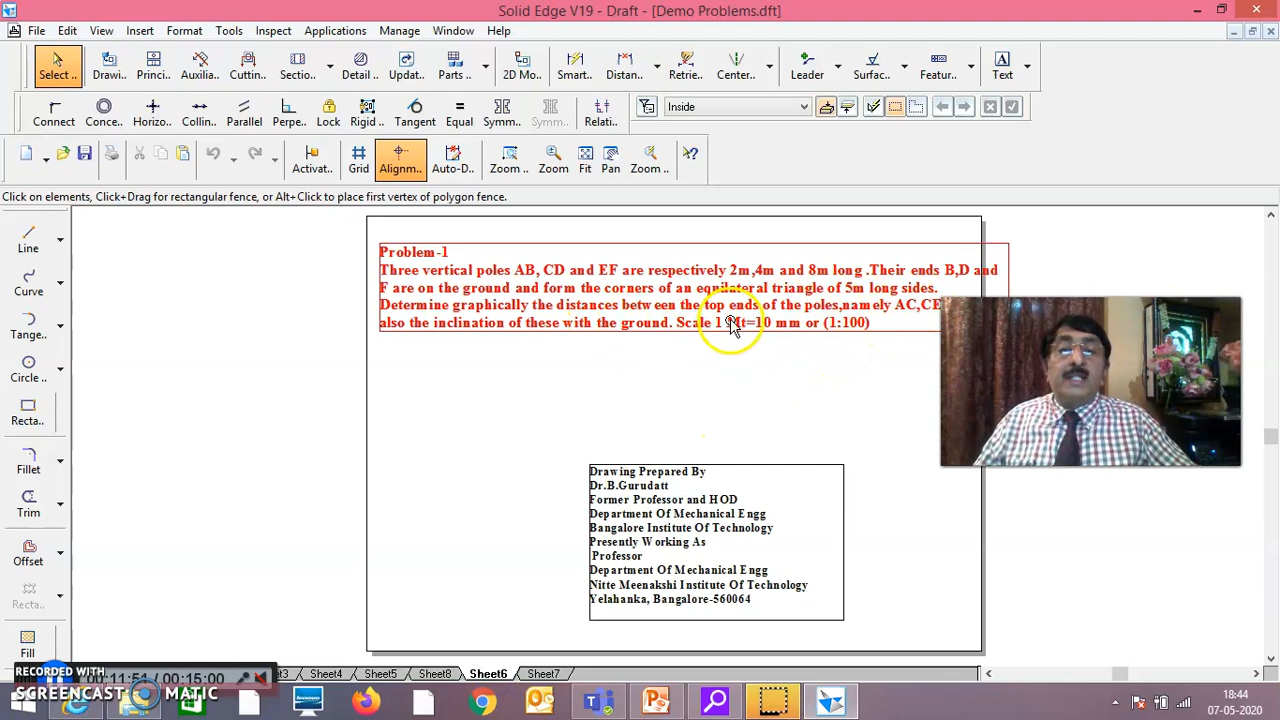 Solid Edge V19 - Draft - [Demo Problems.dft]
File Edit View Insert Format Tools Inspect Applications Manage Window Help
Select .. Drawi.. Princi.. Auxilia.. Cuttin.. Sectio.. Detail .. Updat.. Parts .. 2D Mo.. Smart.. Distan.. Retrie.. Center.. Leader Surfac.. Featur.. Text
Connect Conce.. Horizo.. Collin.. Parallel Perpe.. Lock Rigid .. Tangent Equal Symm.. Symm.. Relati.. Inside
Activat.. Grid Alignm.. Auto-D.. Zoom .. Zoom Fit Pan Zoom ..
Click on elements, Click+Drag for rectangular fence, or Alt+Click to place first vertex of polygon fence.
Line
Curve
Tange..
Circle ..
Recta..
Fillet
Trim
Offset
Recta..
Fill
Problem-1
Three vertical poles AB, CD and EF are respectively 2m,4m and 8m long .Their ends B,D and
F are on the ground and form the corners of an eqnilateral triangle of 5m long sides.
Determine graphically the distances between the top ends of the poles,namely AC,CE
also the inclination of these with the ground. Scale 1 =10 mm or (1:100)
Drawing Prepared By
Dr.B.Gurudatt
Former Professor and HOD
Department Of Mechanical Engg
Bangalore Institute Of Technology
Presently Working As
Professor
Department Of Mechanical Engg
Nitte Meenakshi Institute Of Technology
Yelahanka, Bangalore-560064
Sheet4 Sheet5 Sheet8 Sheet6 Sheet7
RECORDED WITH
SCREENCAST MATIC
00:11:51 / 00:15:00
18:44
07-05-2020